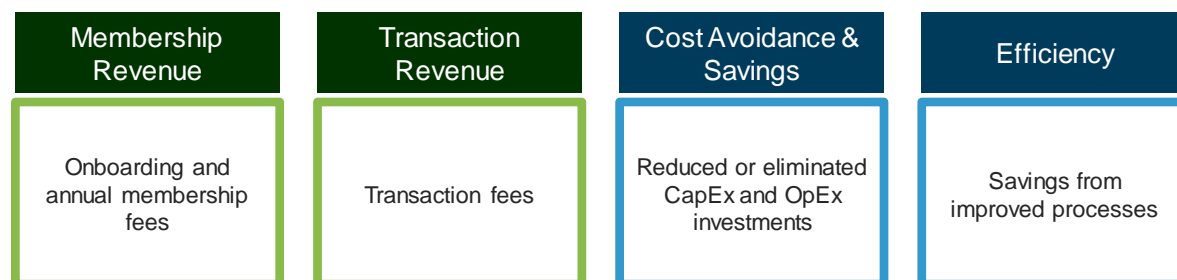 Membership
Revenue
Onboarding and
annual membership
fees
Transaction
Revenue
Transaction fees
Cost Avoidance &
Savings
Reduced or eliminated
CapEx and OpEx
investments
Efficiency
Savings from
improved processes